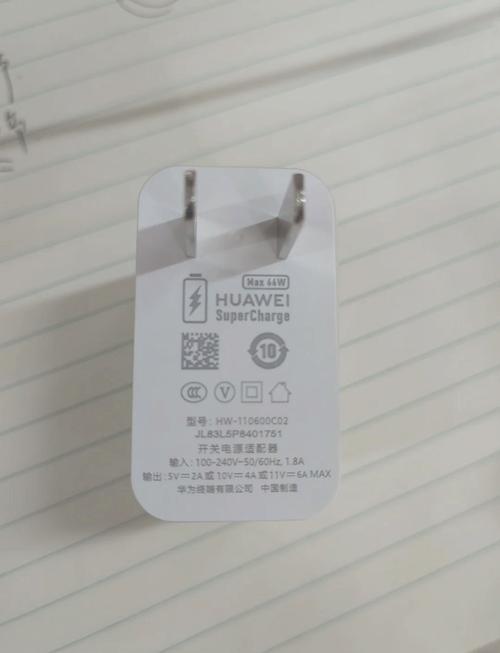 Max 66W
HUAWEI
SuperCharge
10
型号: HW-110600C02
JL83L5P8401751
开关电源适配器
输入: 100-240V~50/60Hz, 1.8A
输出: 5V⎓2A 或 10V⎓4A 或 11V⎓6A MAX
华为终端有限公司 中国制造